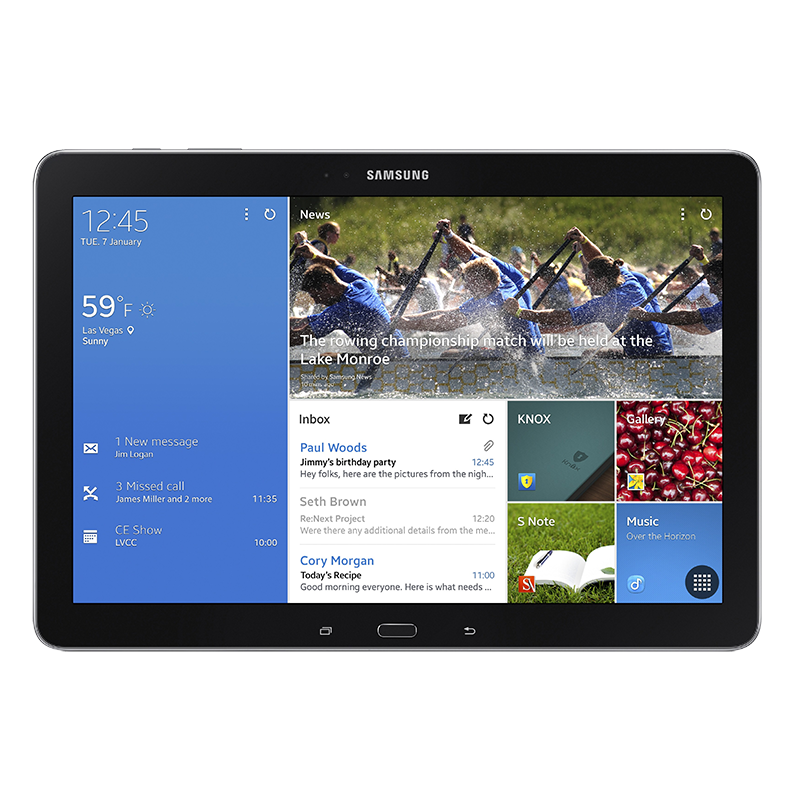 SAMSUNG
12:45
TUE. 7 January
59°F
Las Vegas
Sunny
1 New message
Jim Logan
3 Missed call
James Miller and 2 more 11:35
CE Show
LVCC 10:00
News
The rowing championship match will be held at the
Lake Monroe
Shared by Samsung News
10 mins ago
Inbox
Paul Woods
Jimmy's birthday party 12:45
Hey folks, here are the pictures from the nigh...
Seth Brown
Re:Next Project 12:20
Were there any additional details from the me...
Cory Morgan
Today's Recipe 11:00
Good morning everyone. Here is what needs ...
KNOX
Gallery
S Note
Music
Over the Horizon